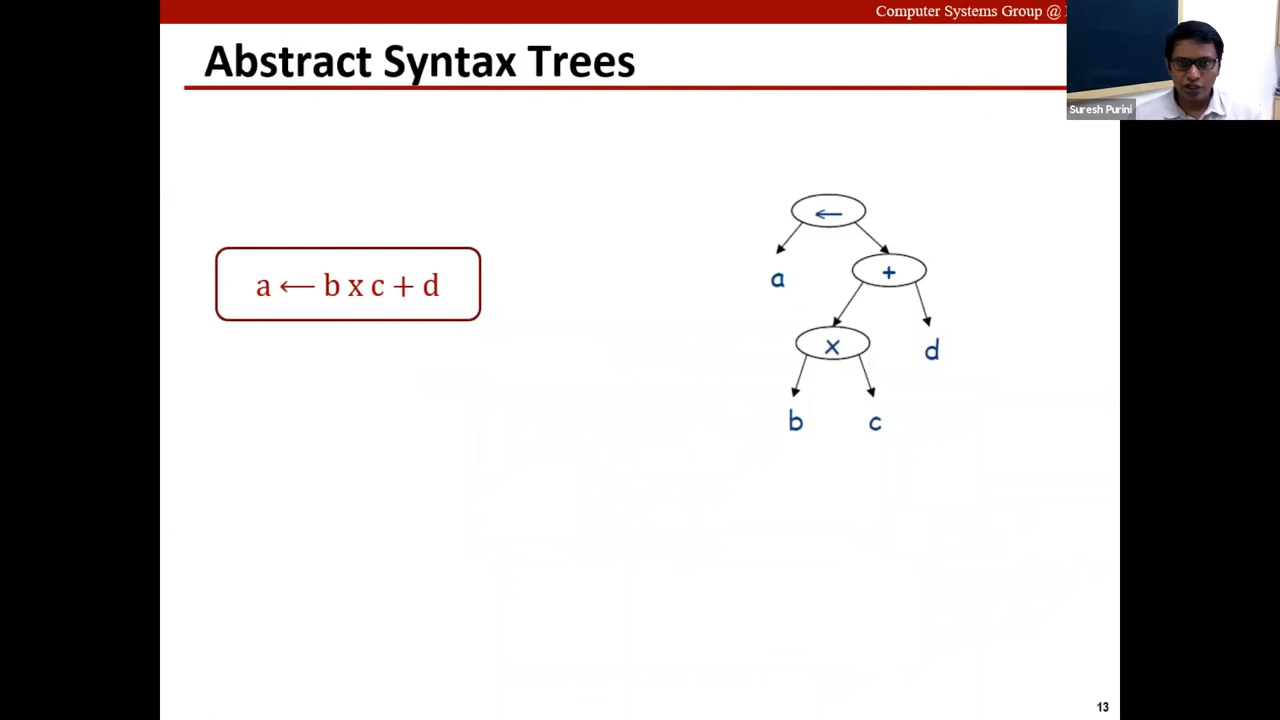 Computer Systems Group @
Abstract Syntax Trees
Suresh Purini
a ⟵ b x c + d
←
a
+
x
d
b
c
13